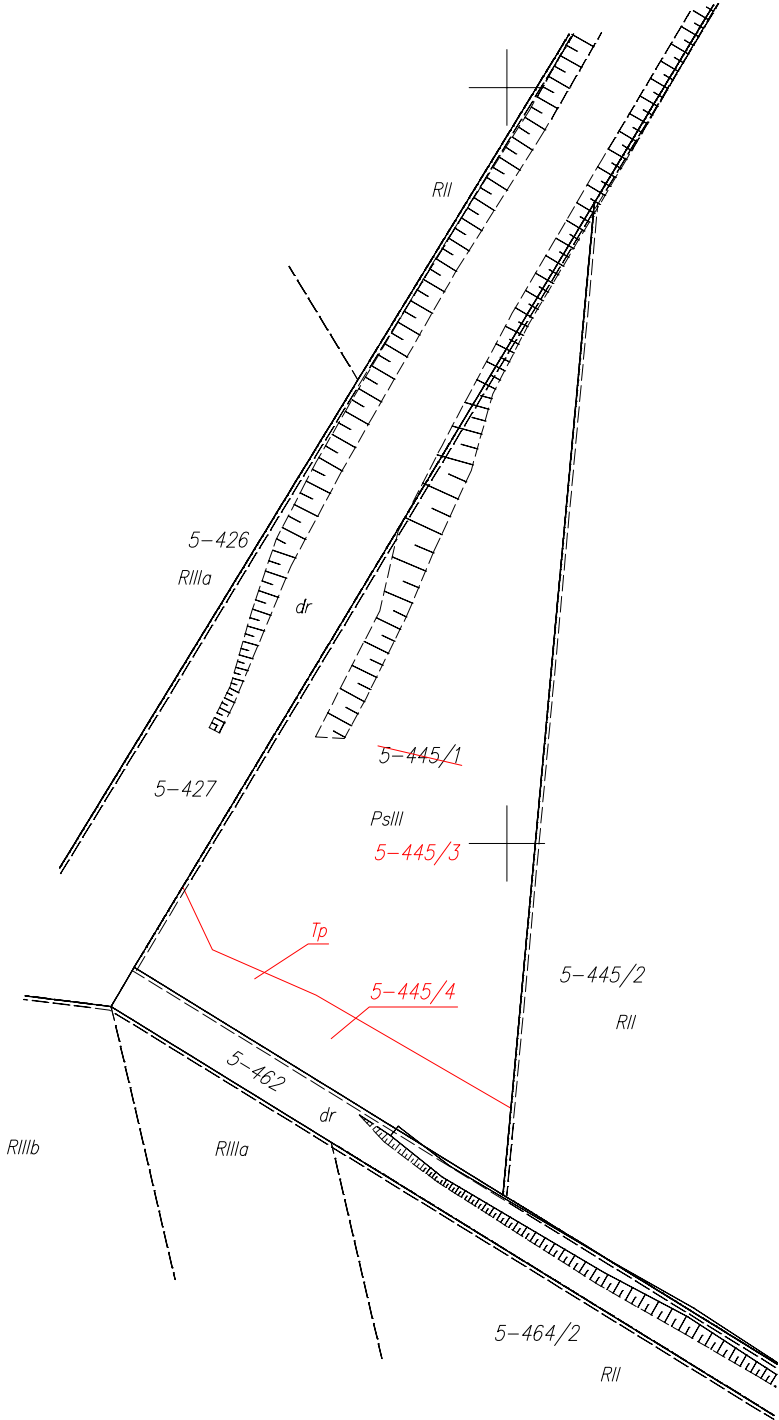 RII
5-426
RIIIa
dr
5-445/1
5-427
PsIII
5-445/3
Tp
5-445/2
5-445/4
RII
5-462
dr
RIIIb
RIIIa
5-464/2
RII